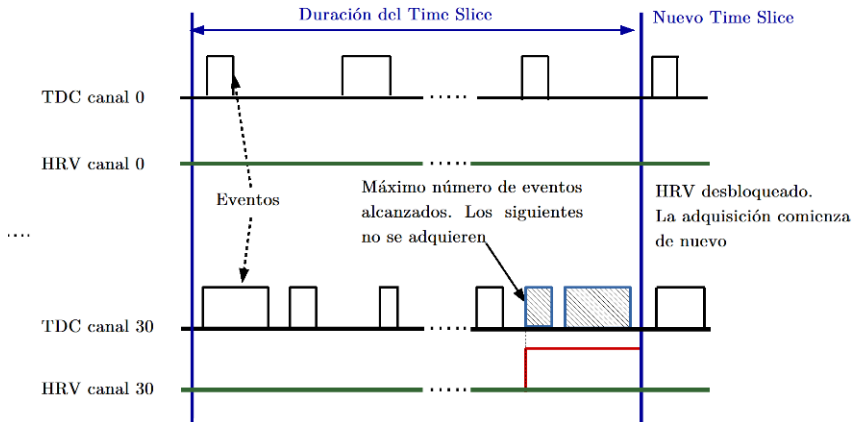 Duración del Time Slice
Nuevo Time Slice
TDC canal 0
HRV canal 0
Eventos
Máximo número de eventos
alcanzados. Los siguientes
no se adquieren
HRV desbloqueado.
La adquisición comienza
de nuevo
TDC canal 30
HRV canal 30